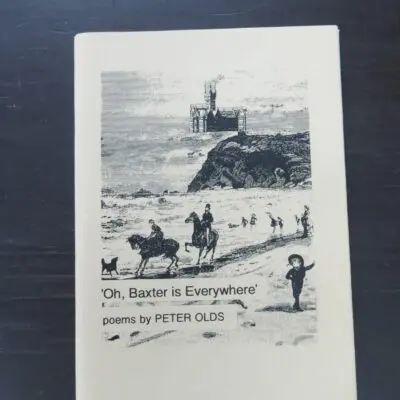 'Oh, Baxter is Everywhere'
poems by PETER OLDS